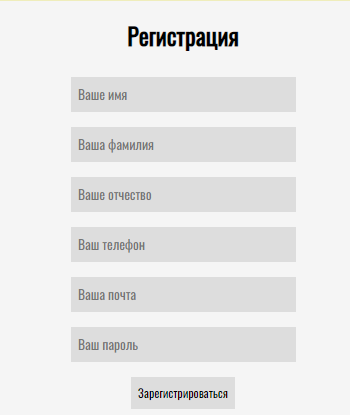 Регистрация
Ваше имя
Ваша фамилия
Ваше отчество
Ваш телефон
Ваша почта
Ваш пароль
Зарегистрироваться